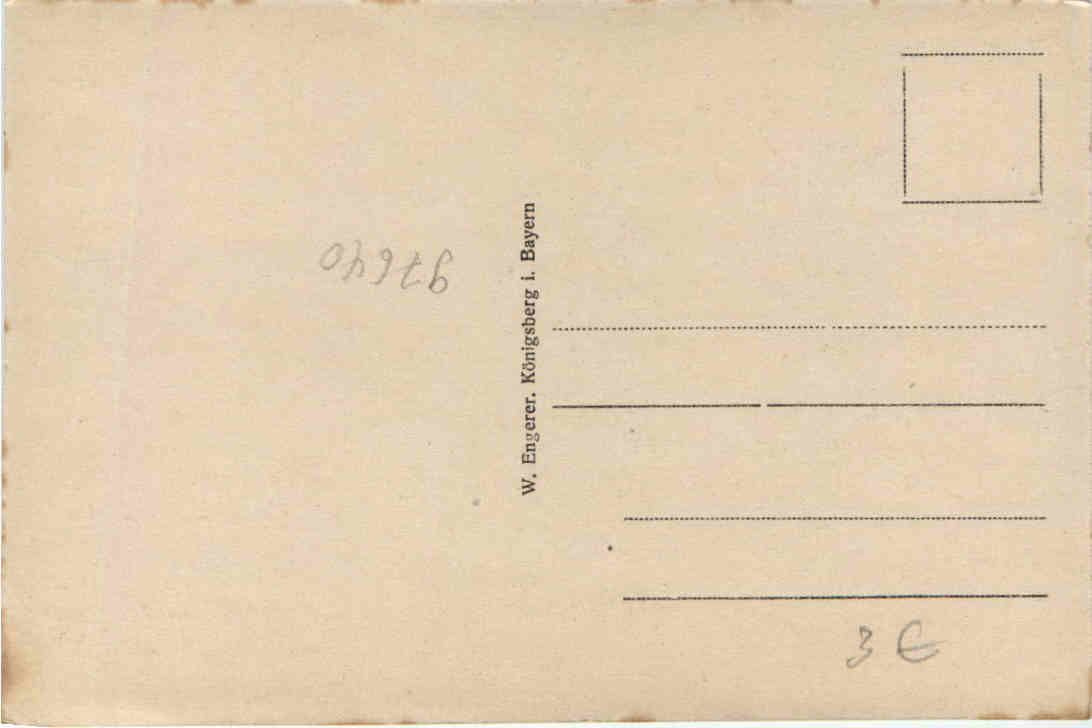 97640
W. Engerer, Königsberg i. Bayern
3 €